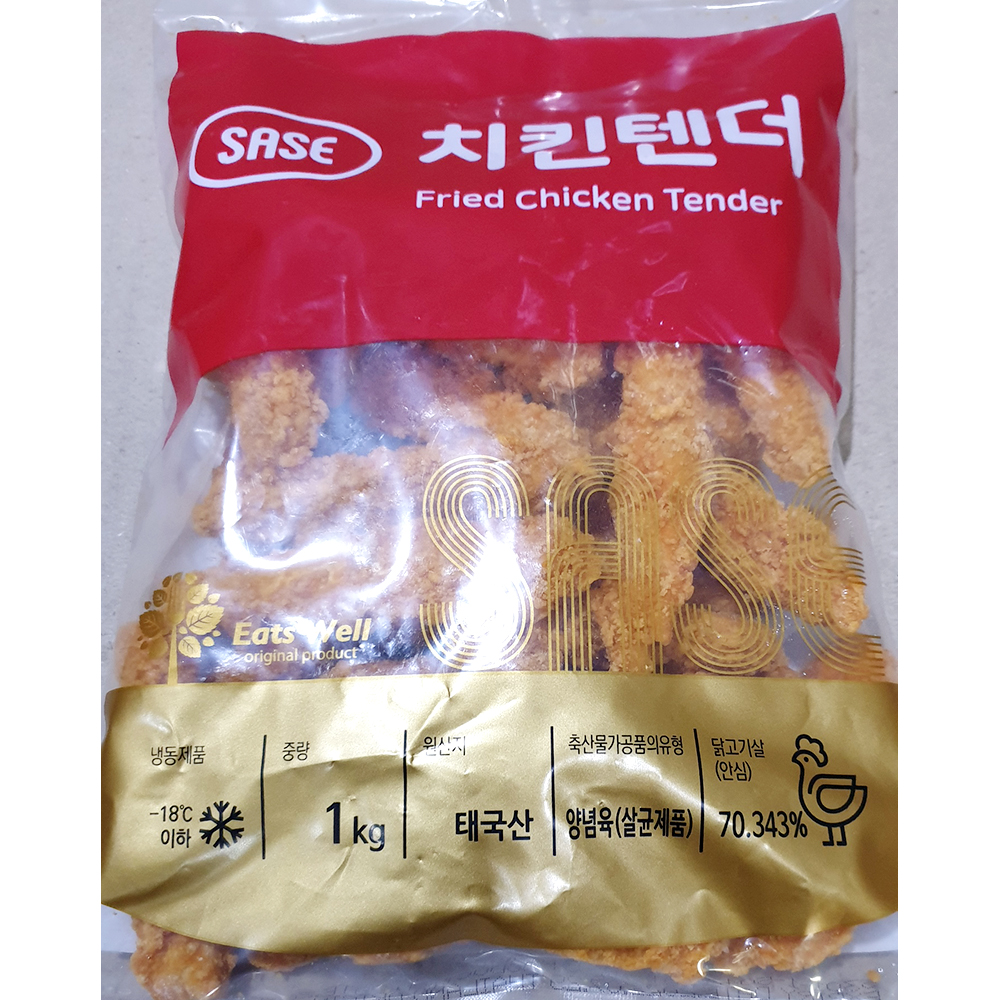 SASE
치킨텐더
Fried Chicken Tender
SASE
Eats Well
original product
냉동제품
-18℃
이하
중량
1kg
원산지
태국산
축산물가공품의유형
양념육(살균제품)
닭고기살
(안심)
70.343%